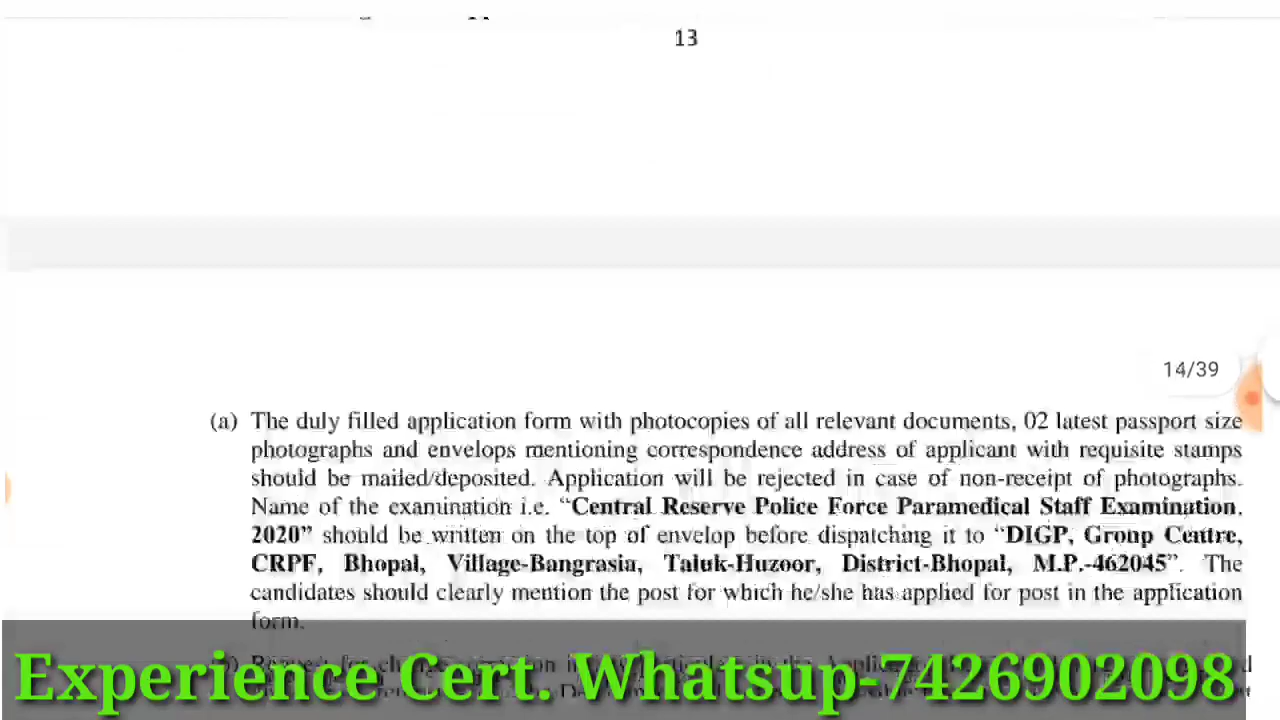 13
14/39
(a) The duly filled application form with photocopies of all relevant documents, 02 latest passport size
photographs and envelops mentioning correspondence address of applicant with requisite stamps
should be mailed/deposited. Application will be rejected in case of non-receipt of photographs.
Name of the examination i.e. “Central Reserve Police Force Paramedical Staff Examination,
2020” should be written on the top of envelop before dispatching it to “DIGP, Group Centre,
CRPF, Bhopal, Village-Bangrasia, Taluk-Huzoor, District-Bhopal, M.P.-462045”. The
candidates should clearly mention the post for which he/she has applied for post in the application
form.
Experience Cert. Whatsup-7426902098